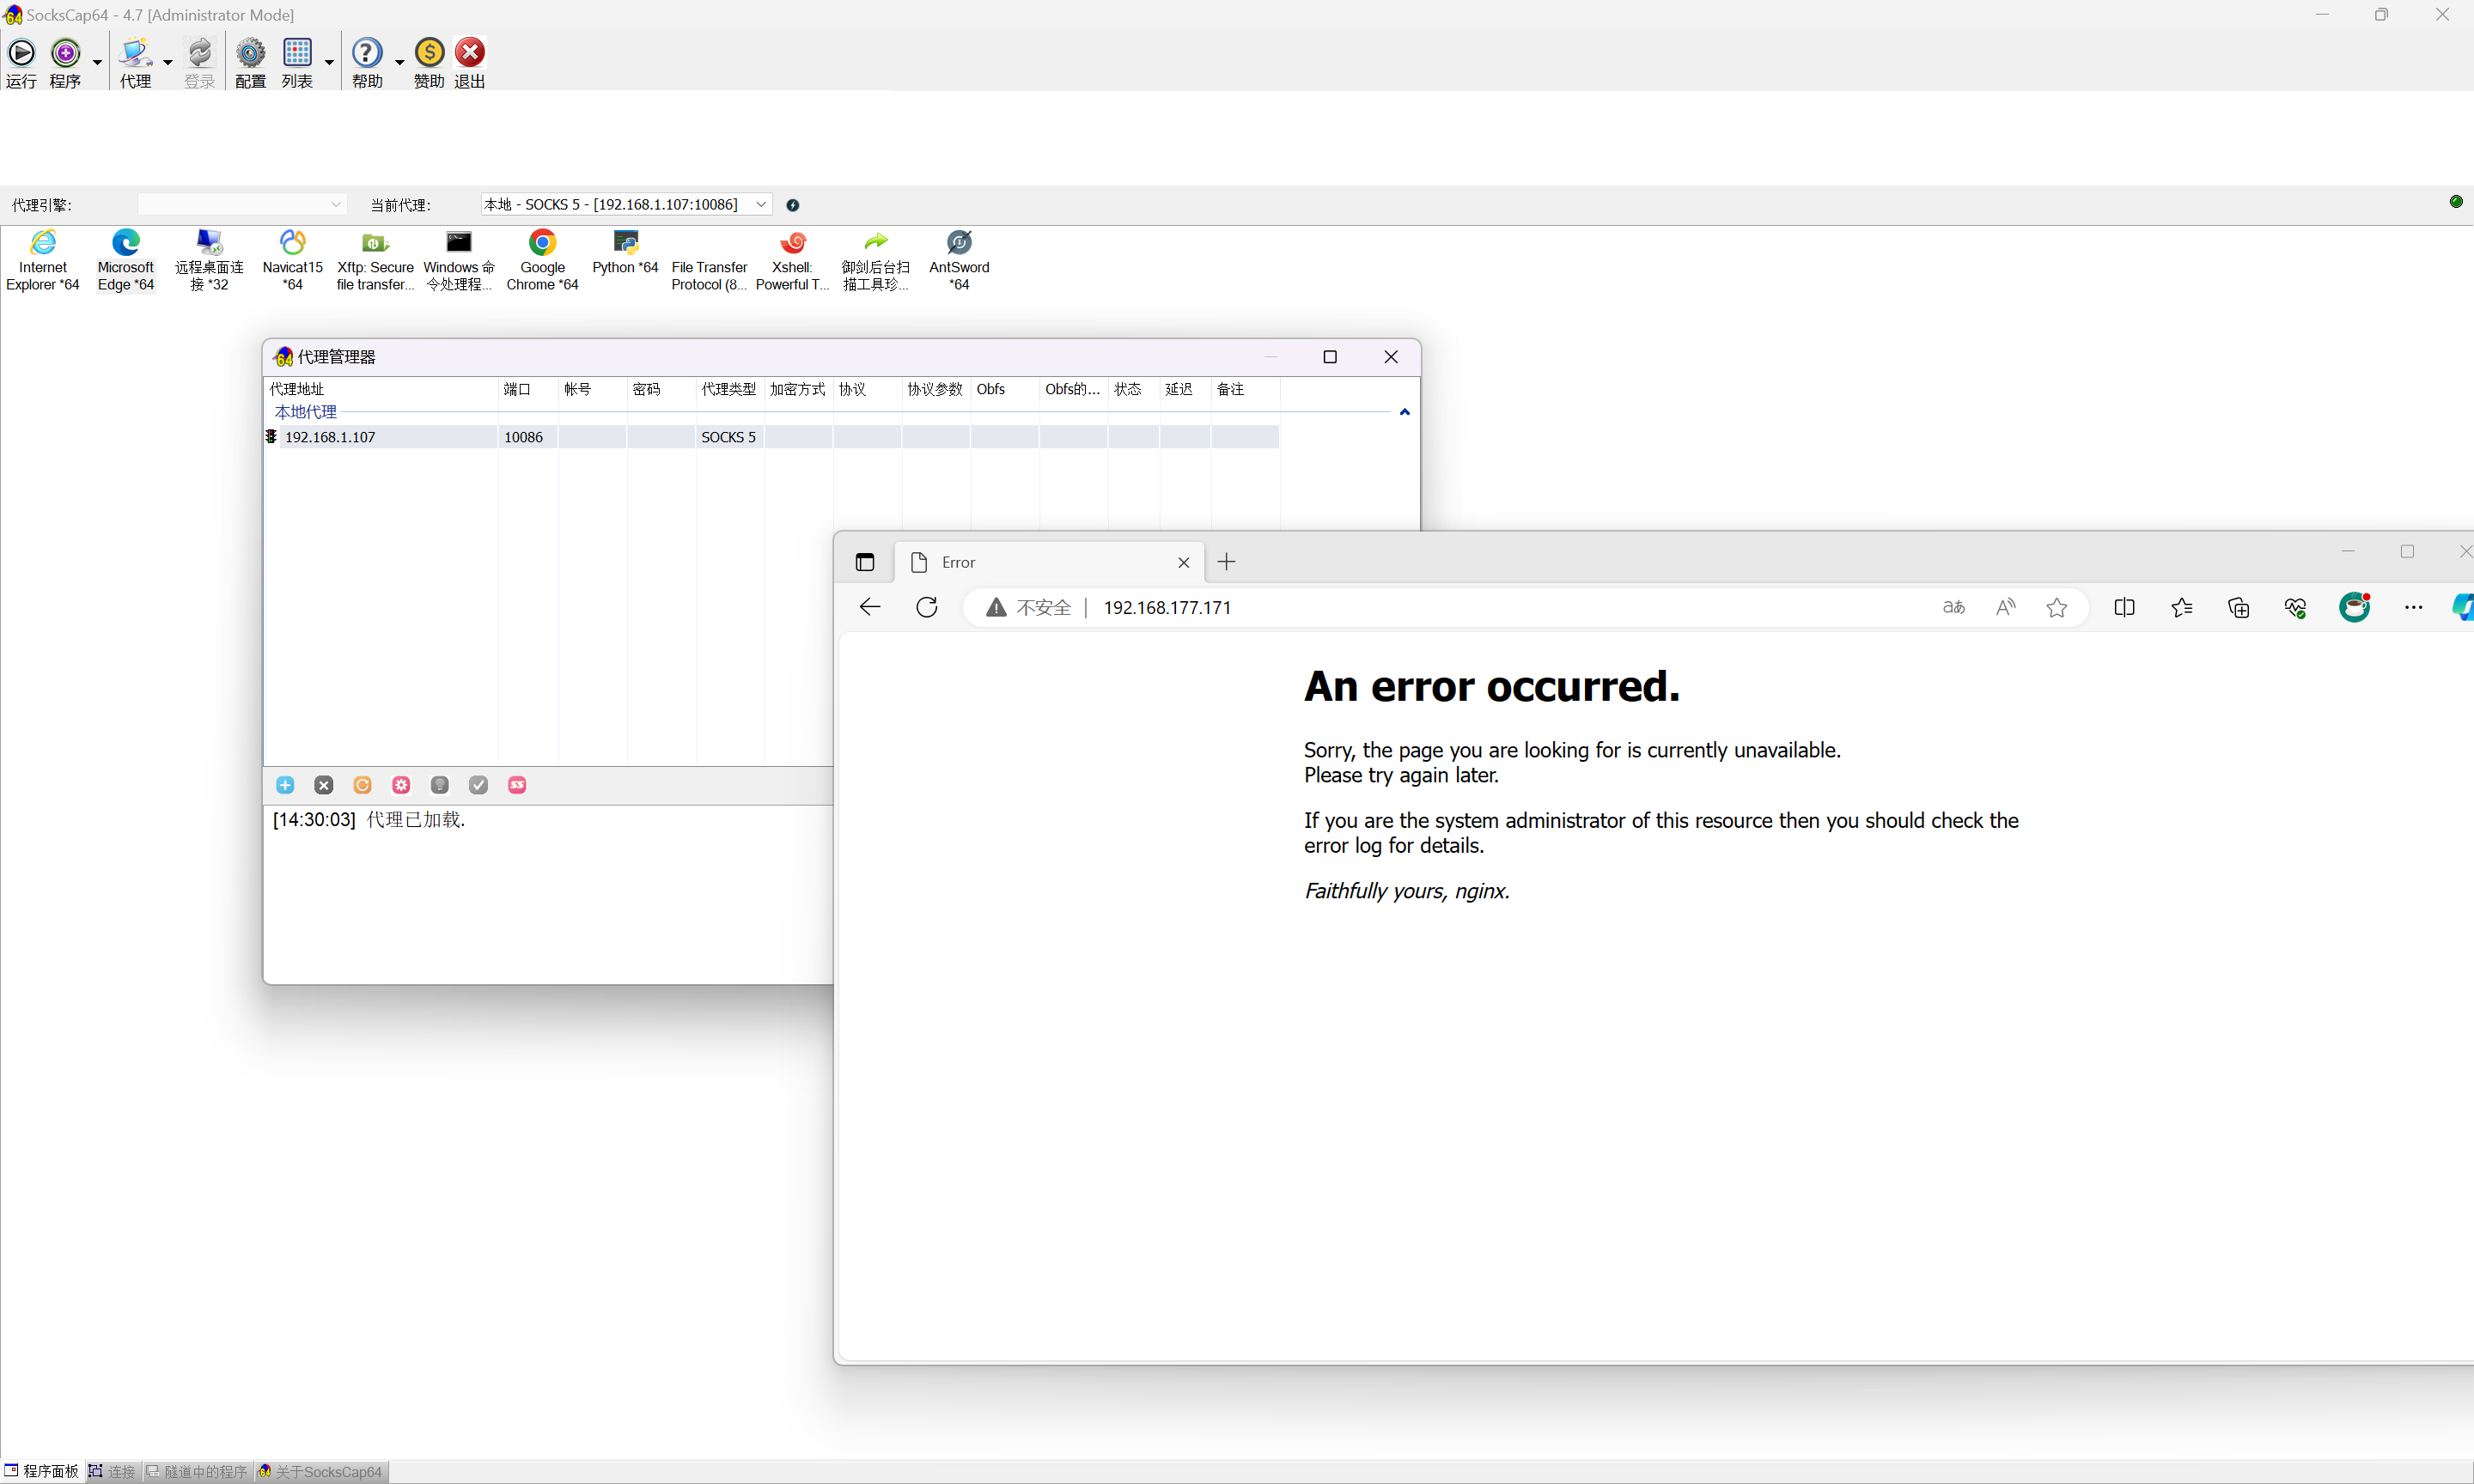 SocksCap64 - 4.7 [Administrator Mode]
运行 程序 代理 登录 配置 列表 帮助 赞助 退出
代理引擎: 当前代理: 本地 - SOCKS 5 - [192.168.1.107:10086]
Internet Explorer *64
Microsoft Edge *64
远程桌面连接 *32
Navicat15 *64
Xftp: Secure file transfer...
Windows 命令处理程...
Google Chrome *64
Python *64
File Transfer Protocol (8...
Xshell: Powerful T...
御剑后台扫描工具珍...
AntSword *64
代理管理器
代理地址 端口 帐号 密码 代理类型 加密方式 协议 协议参数 Obfs Obfs的... 状态 延迟 备注
本地代理
192.168.1.107 10086 SOCKS 5
[14:30:03] 代理已加载.
Error
不安全 192.168.177.171
An error occurred.
Sorry, the page you are looking for is currently unavailable.
Please try again later.
If you are the system administrator of this resource then you should check the
error log for details.
Faithfully yours, nginx.
程序面板 连接 隧道中的程序 关于SocksCap64